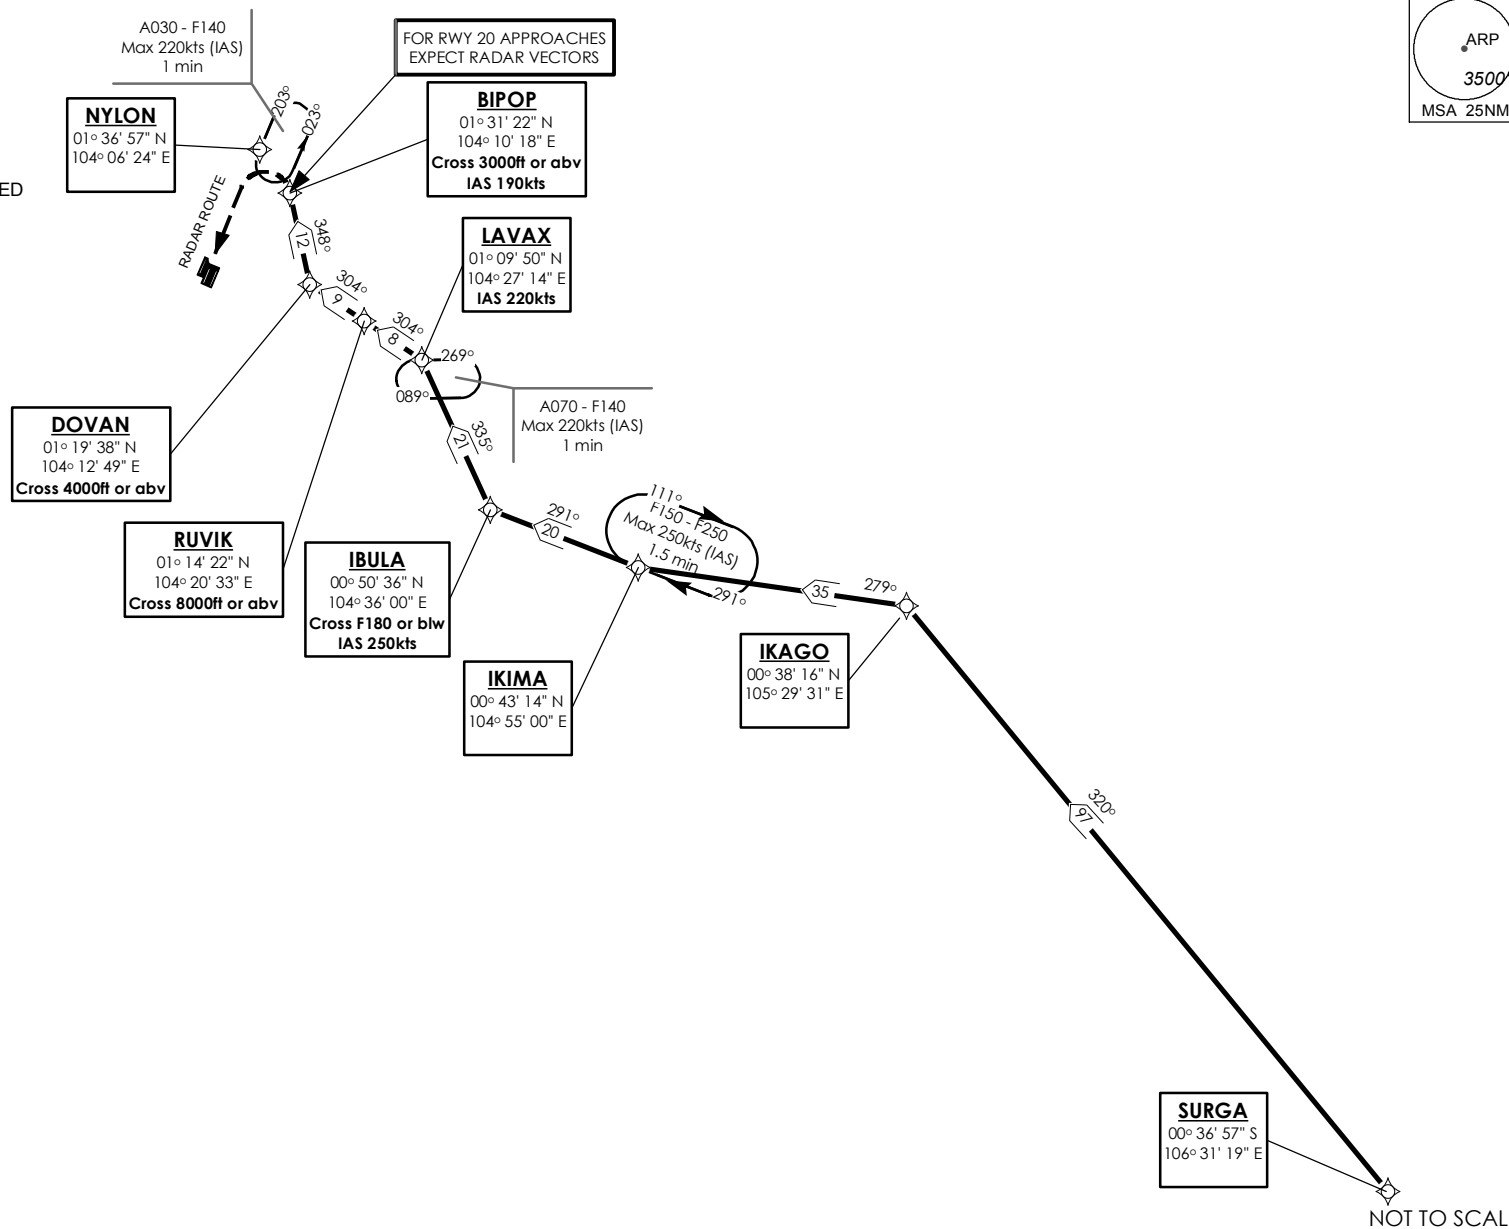 A030 - F140
Max 220kts (IAS)
1 min
FOR RWY 20 APPROACHES
EXPECT RADAR VECTORS
ARP
3500'
MSA 25NM
NYLON
01° 36' 57" N
104° 06' 24" E
203°
023°
BIPOP
01° 31' 22" N
104° 10' 18" E
Cross 3000ft or abv
IAS 190kts
ED
RADAR ROUTE
348°
12
LAVAX
01° 09' 50" N
104° 27' 14" E
IAS 220kts
304°
9
304°
8
269°
089°
A070 - F140
Max 220kts (IAS)
1 min
DOVAN
01° 19' 38" N
104° 12' 49" E
Cross 4000ft or abv
335°
21
RUVIK
01° 14' 22" N
104° 20' 33" E
Cross 8000ft or abv
IBULA
00° 50' 36" N
104° 36' 00" E
Cross F180 or blw
IAS 250kts
291°
20
111°
F150 - F250
Max 250kts (IAS)
1.5 min
291°
35
279°
IKIMA
00° 43' 14" N
104° 55' 00" E
IKAGO
00° 38' 16" N
105° 29' 31" E
320°
97
SURGA
00° 36' 57" S
106° 31' 19" E
NOT TO SCAL